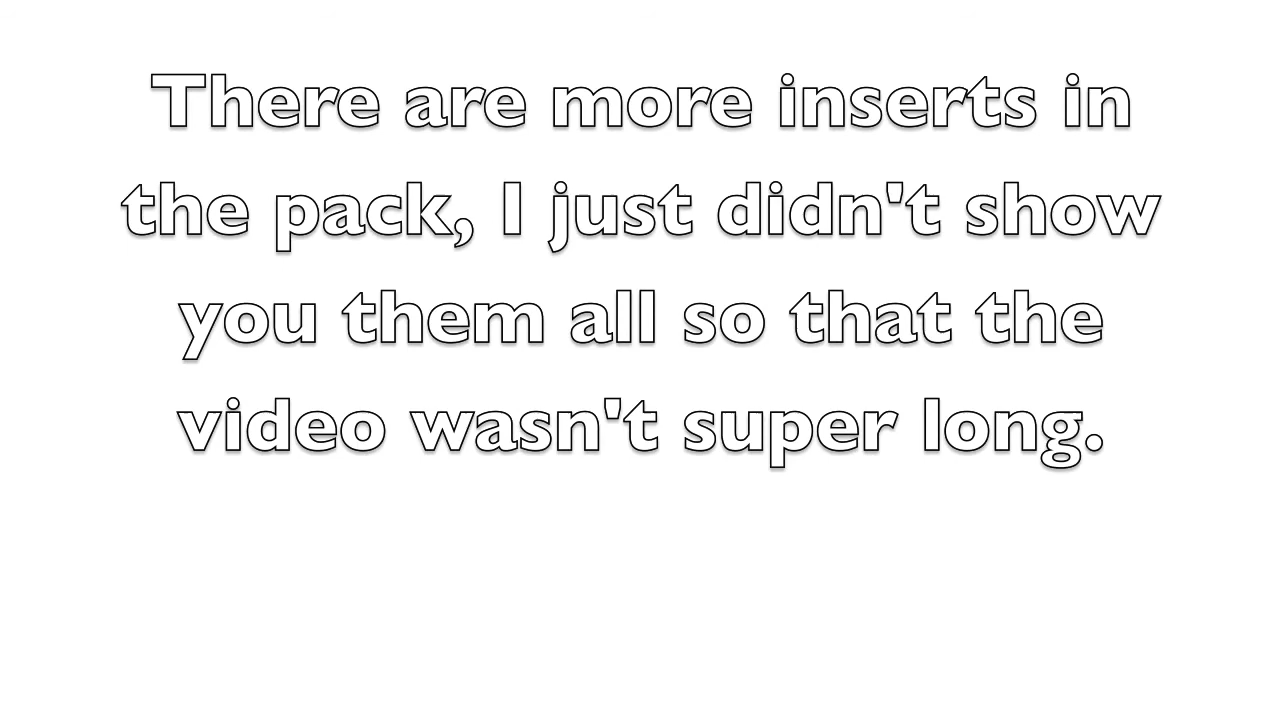 There are more inserts in
the pack, I just didn't show
you them all so that the
video wasn't super long.